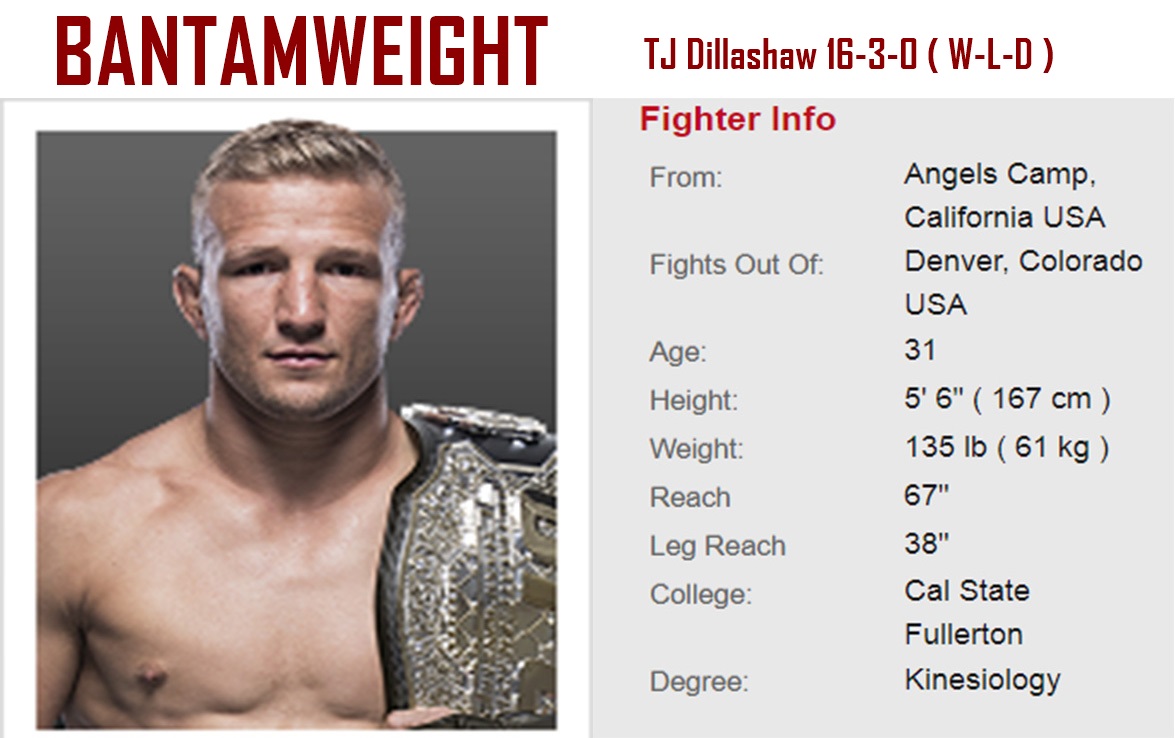 BANTAMWEIGHT
TJ Dillashaw 16-3-0 ( W-L-D )
Fighter Info
From: Angels Camp,
California USA
Fights Out Of: Denver, Colorado
USA
Age: 31
Height: 5' 6" ( 167 cm )
Weight: 135 lb ( 61 kg )
Reach 67"
Leg Reach 38"
College: Cal State
Fullerton
Degree: Kinesiology